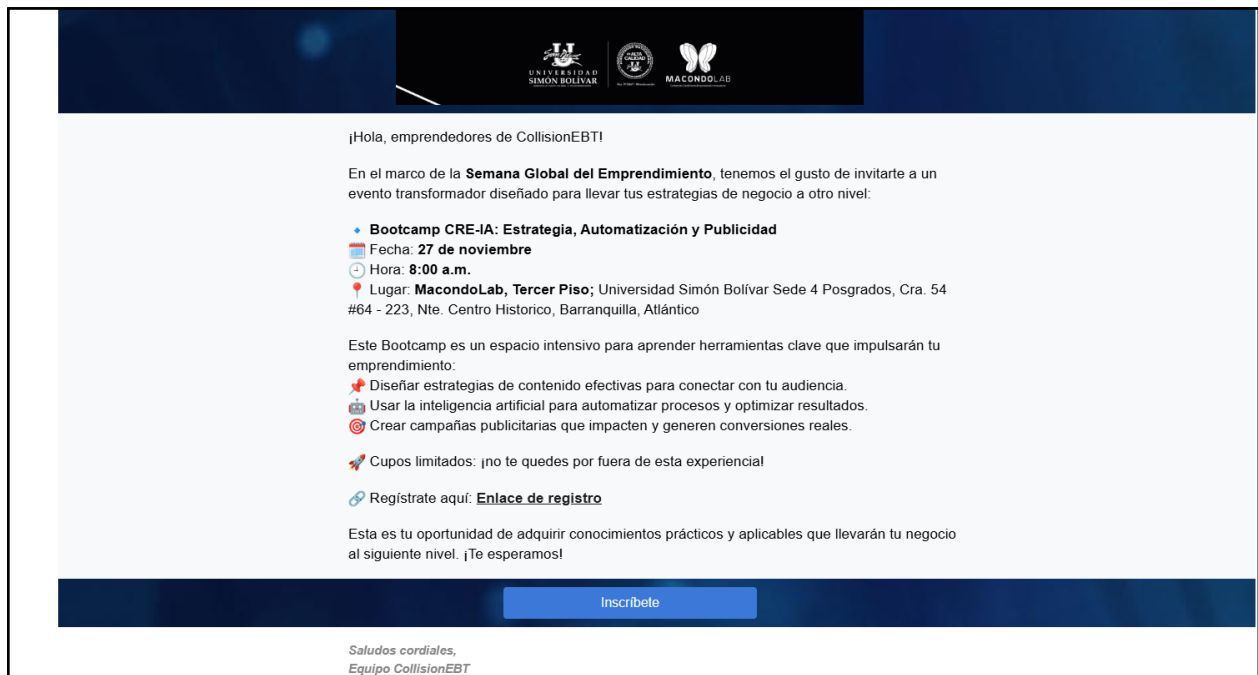 UNIVERSIDAD
SIMÓN BOLÍVAR
ALTA
CALIDAD
MACONDOLAB
¡Hola, emprendedores de CollisionEBT!
En el marco de la Semana Global del Emprendimiento, tenemos el gusto de invitarte a un
evento transformador diseñado para llevar tus estrategias de negocio a otro nivel:
🔹 Bootcamp CRE-IA: Estrategia, Automatización y Publicidad
🗓️ Fecha: 27 de noviembre
🕘 Hora: 8:00 a.m.
📍 Lugar: MacondoLab, Tercer Piso; Universidad Simón Bolívar Sede 4 Posgrados, Cra. 54
#64 - 223, Nte. Centro Historico, Barranquilla, Atlántico
Este Bootcamp es un espacio intensivo para aprender herramientas clave que impulsarán tu
emprendimiento:
📌 Diseñar estrategias de contenido efectivas para conectar con tu audiencia.
🤖 Usar la inteligencia artificial para automatizar procesos y optimizar resultados.
🎯 Crear campañas publicitarias que impacten y generen conversiones reales.
🚀 Cupos limitados: ¡no te quedes por fuera de esta experiencia!
🔗 Regístrate aquí: Enlace de registro
Esta es tu oportunidad de adquirir conocimientos prácticos y aplicables que llevarán tu negocio
al siguiente nivel. ¡Te esperamos!
Inscríbete
Saludos cordiales,
Equipo CollisionEBT